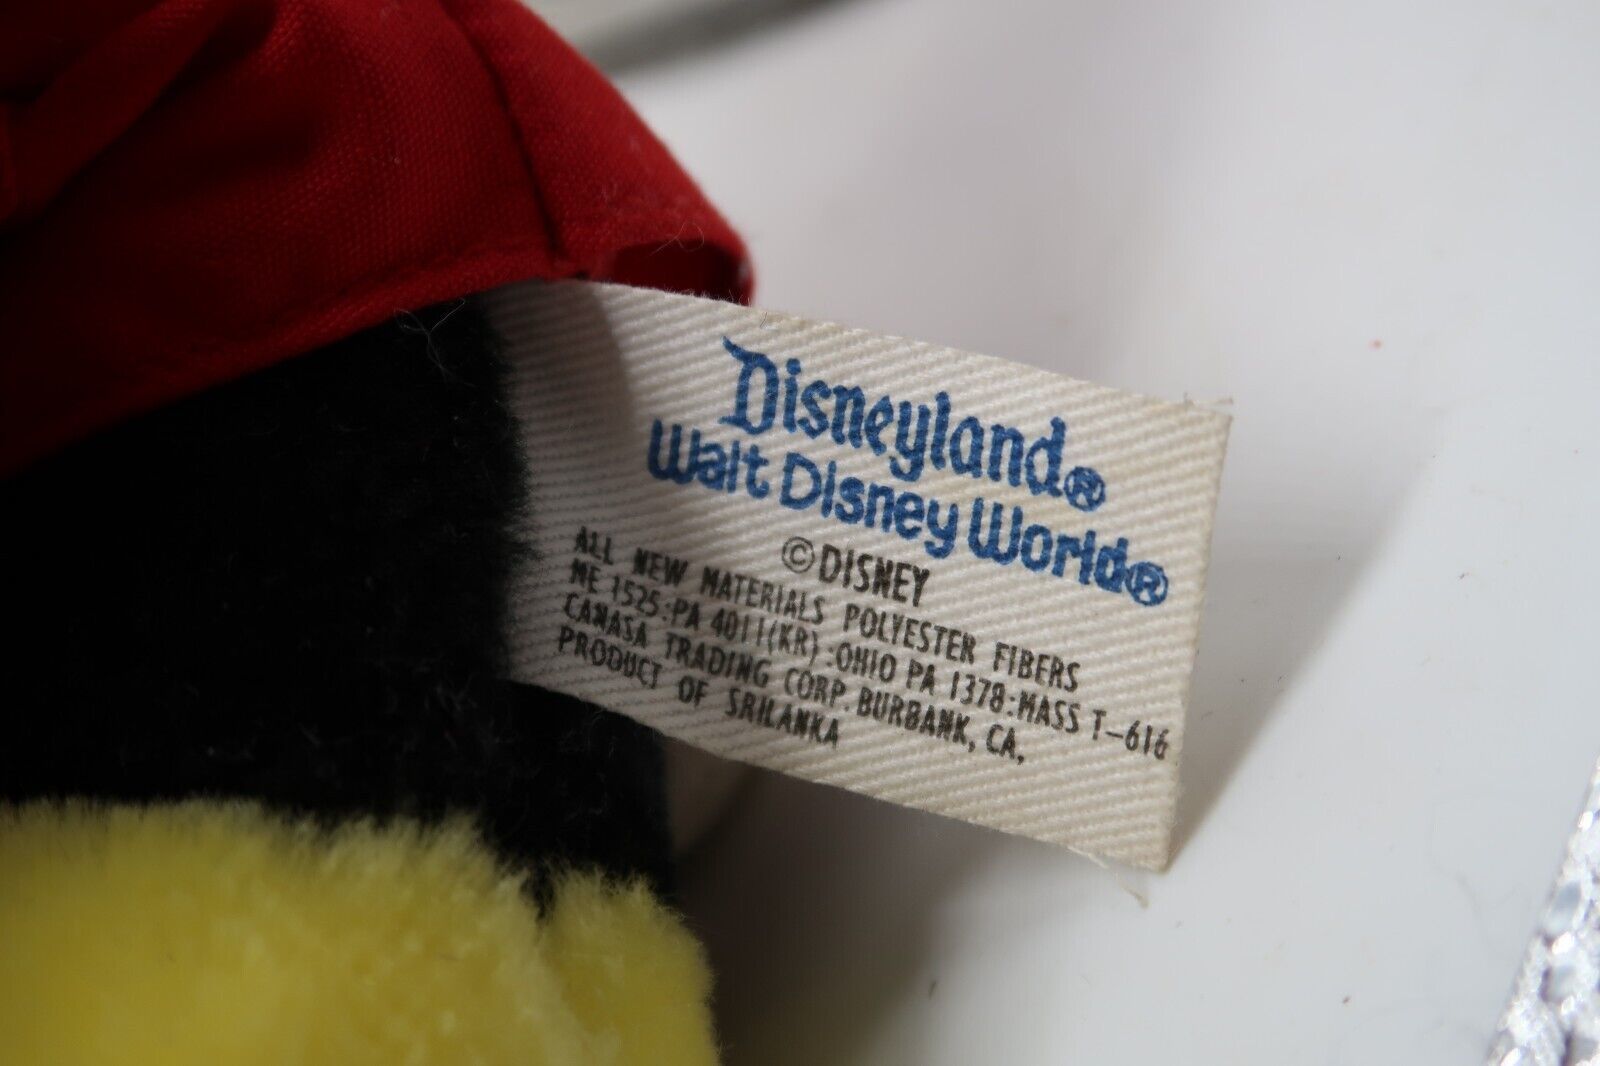 Disneyland®
Walt Disney World®
©DISNEY
ALL NEW MATERIALS POLYESTER FIBERS
ME 1525:PA 4011(KR):OHIO PA 1378:MASS T-616
CANASA TRADING CORP. BURBANK, CA,
PRODUCT OF SRILANKA